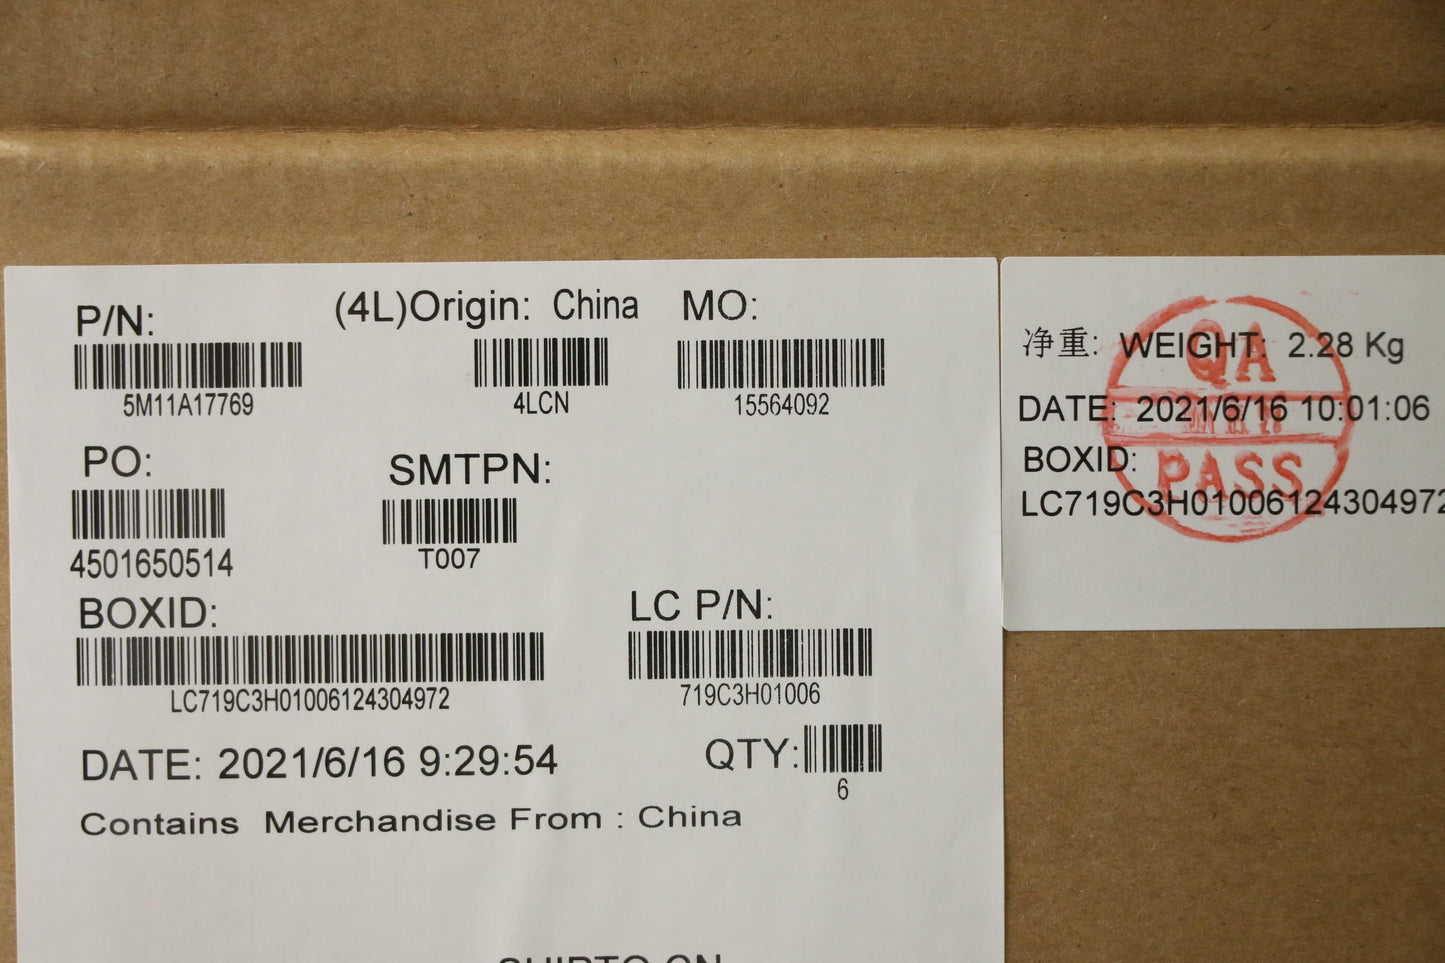 P/N:
5M11A17769
(4L)Origin: China
4LCN
MO:
15564092
PO:
4501650514
SMTPN:
T007
BOXID:
LC719C3H01006124304972
LC P/N:
719C3H01006
DATE: 2021/6/16 9:29:54
QTY:
6
Contains Merchandise From : China
净重: WEIGHT: 2.28 Kg
DATE: 2021/6/16 10:01:06
BOXID:
LC719C3H01006124304972
QA
PASS